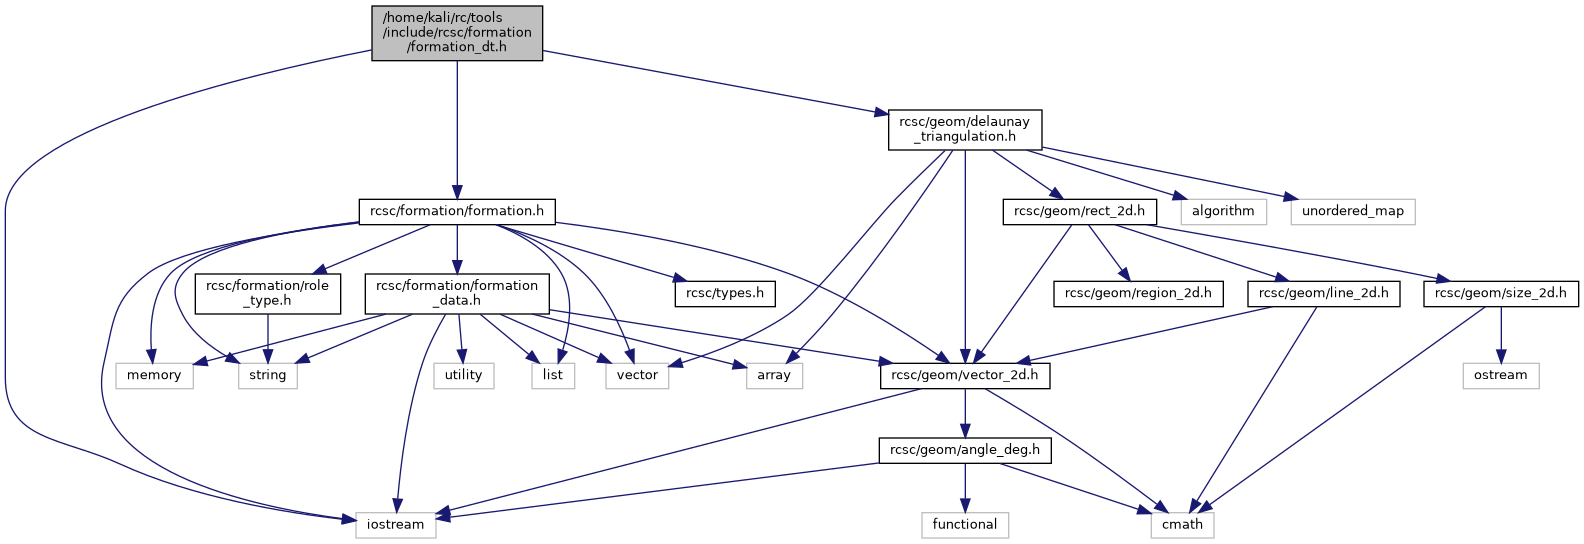 /home/kali/rc/tools
/include/rcsc/formation
/formation_dt.h
rcsc/geom/delaunay
_triangulation.h
rcsc/formation/formation.h
rcsc/geom/rect_2d.h
algorithm
unordered_map
rcsc/formation/role
_type.h
rcsc/formation/formation
_data.h
rcsc/types.h
rcsc/geom/region_2d.h
rcsc/geom/line_2d.h
rcsc/geom/size_2d.h
memory
string
utility
list
vector
array
rcsc/geom/vector_2d.h
ostream
rcsc/geom/angle_deg.h
iostream
functional
cmath